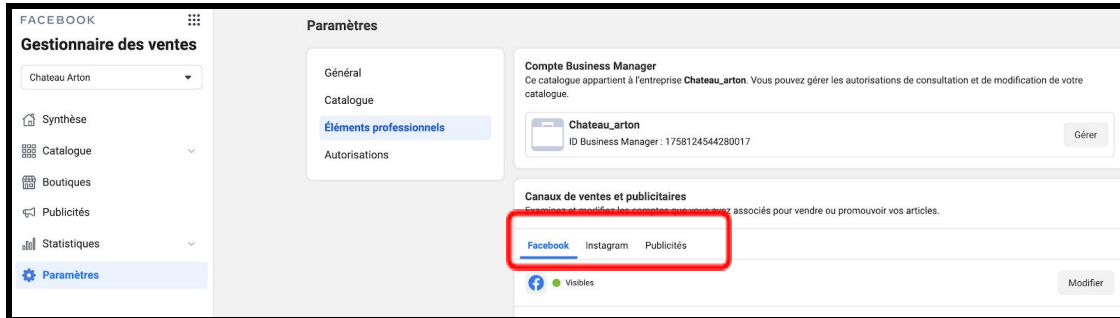 FACEBOOK
Gestionnaire des ventes
Chateau Arton
Synthèse
Catalogue
Boutiques
Publicités
Statistiques
Paramètres
Paramètres
Général
Catalogue
Éléments professionnels
Autorisations
Compte Business Manager
Ce catalogue appartient à l'entreprise Chateau_arton. Vous pouvez gérer les autorisations de consultation et de modification de votre
catalogue.
Chateau_arton
ID Business Manager : 1758124544280017
Gérer
Canaux de ventes et publicitaires
Examinez et modifiez les comptes que vous avez associés pour vendre ou promouvoir vos articles.
Facebook Instagram Publicités
Visibles
Modifier